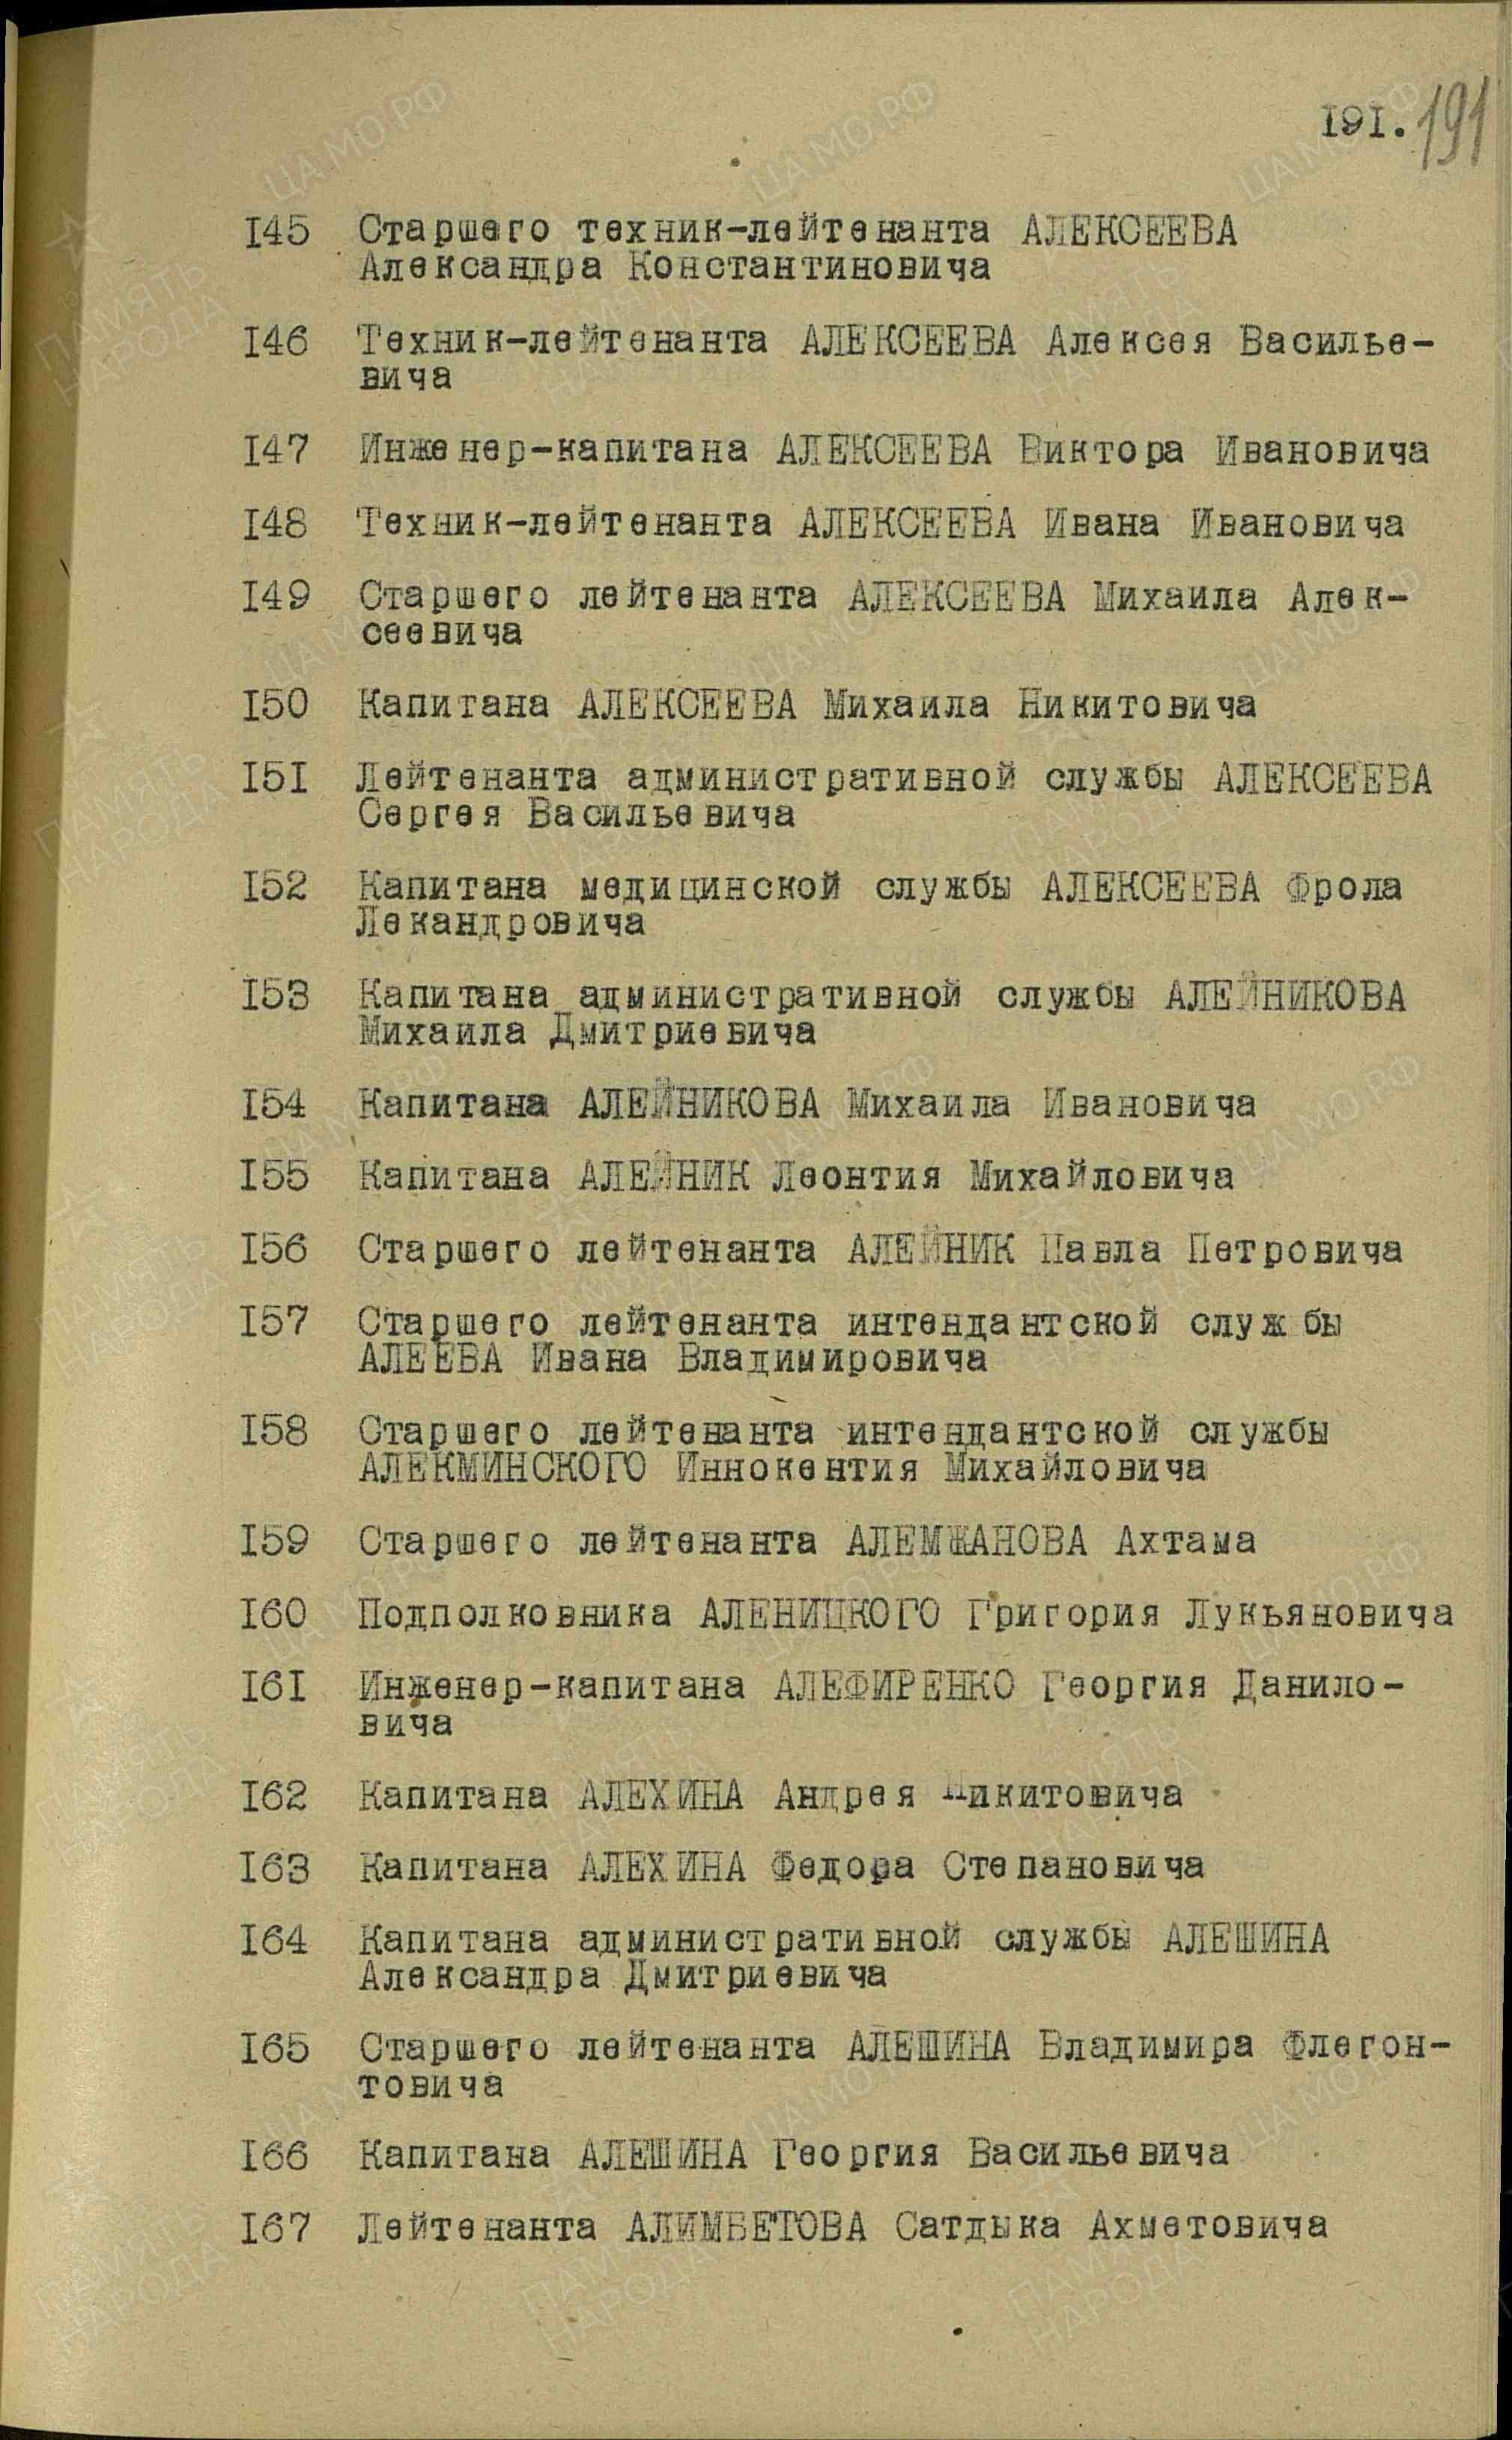 191. 191
145 Старшего техник-лейтенанта АЛЕКСЕЕВА
Александра Константиновича
146 Техник-лейтенанта АЛЕКСЕЕВА Алексея Василье-
вича
147 Инженер-капитана АЛЕКСЕЕВА Виктора Ивановича
148 Техник-лейтенанта АЛЕКСЕЕВА Ивана Ивановича
149 Старшего лейтенанта АЛЕКСЕЕВА Михаила Алек-
сеевича
150 Капитана АЛЕКСЕЕВА Михаила Никитовича
151 Лейтенанта административной службы АЛЕКСЕЕВА
Сергея Васильевича
152 Капитана медицинской службы АЛЕКСЕЕВА Фрола
Лекандровича
153 Капитана административной службы АЛЕЙНИКОВА
Михаила Дмитриевича
154 Капитана АЛЕЙНИКОВА Михаила Ивановича
155 Капитана АЛЕЙНИК Леонтия Михайловича
156 Старшего лейтенанта АЛЕЙНИК Павла Петровича
157 Старшего лейтенанта интендантской службы
АЛЕЕВА Ивана Владимировича
158 Старшего лейтенанта интендантской службы
АЛЕКМИНСКОГО Иннокентия Михайловича
159 Старшего лейтенанта АЛЕМЖАНОВА Ахтама
160 Подполковника АЛЕНИЦКОГО Григория Лукьяновича
161 Инженер-капитана АЛЕФИРЕНКО Георгия Данило-
вича
162 Капитана АЛЕХИНА Андрея Никитовича
163 Капитана АЛЕХИНА Федора Степановича
164 Капитана административной службы АЛЕШИНА
Александра Дмитриевича
165 Старшего лейтенанта АЛЕШИНА Владимира Флегон-
товича
166 Капитана АЛЕШИНА Георгия Васильевича
167 Лейтенанта АЛИМБЕТОВА Сатдыка Ахметовича